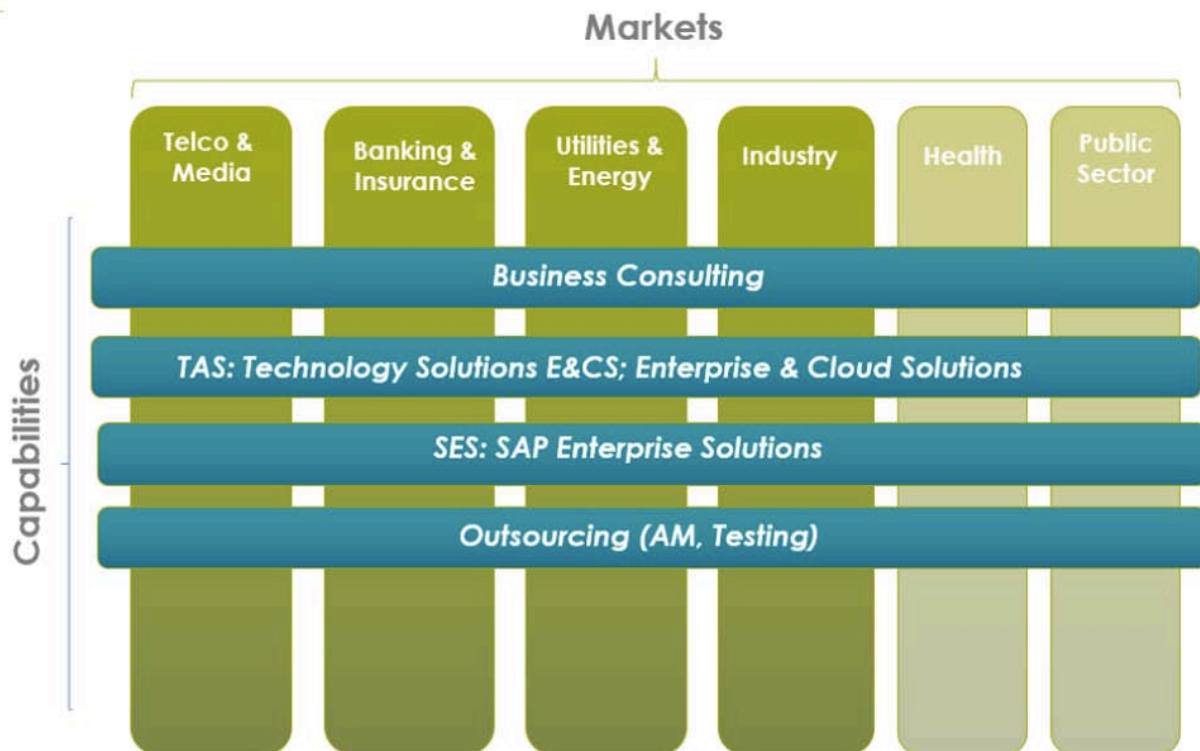 Markets
Telco &
Media
Banking &
Insurance
Utilities &
Energy
Industry
Health
Public
Sector
Capabilities
Business Consulting
TAS: Technology Solutions E&CS; Enterprise & Cloud Solutions
SES: SAP Enterprise Solutions
Outsourcing (AM, Testing)